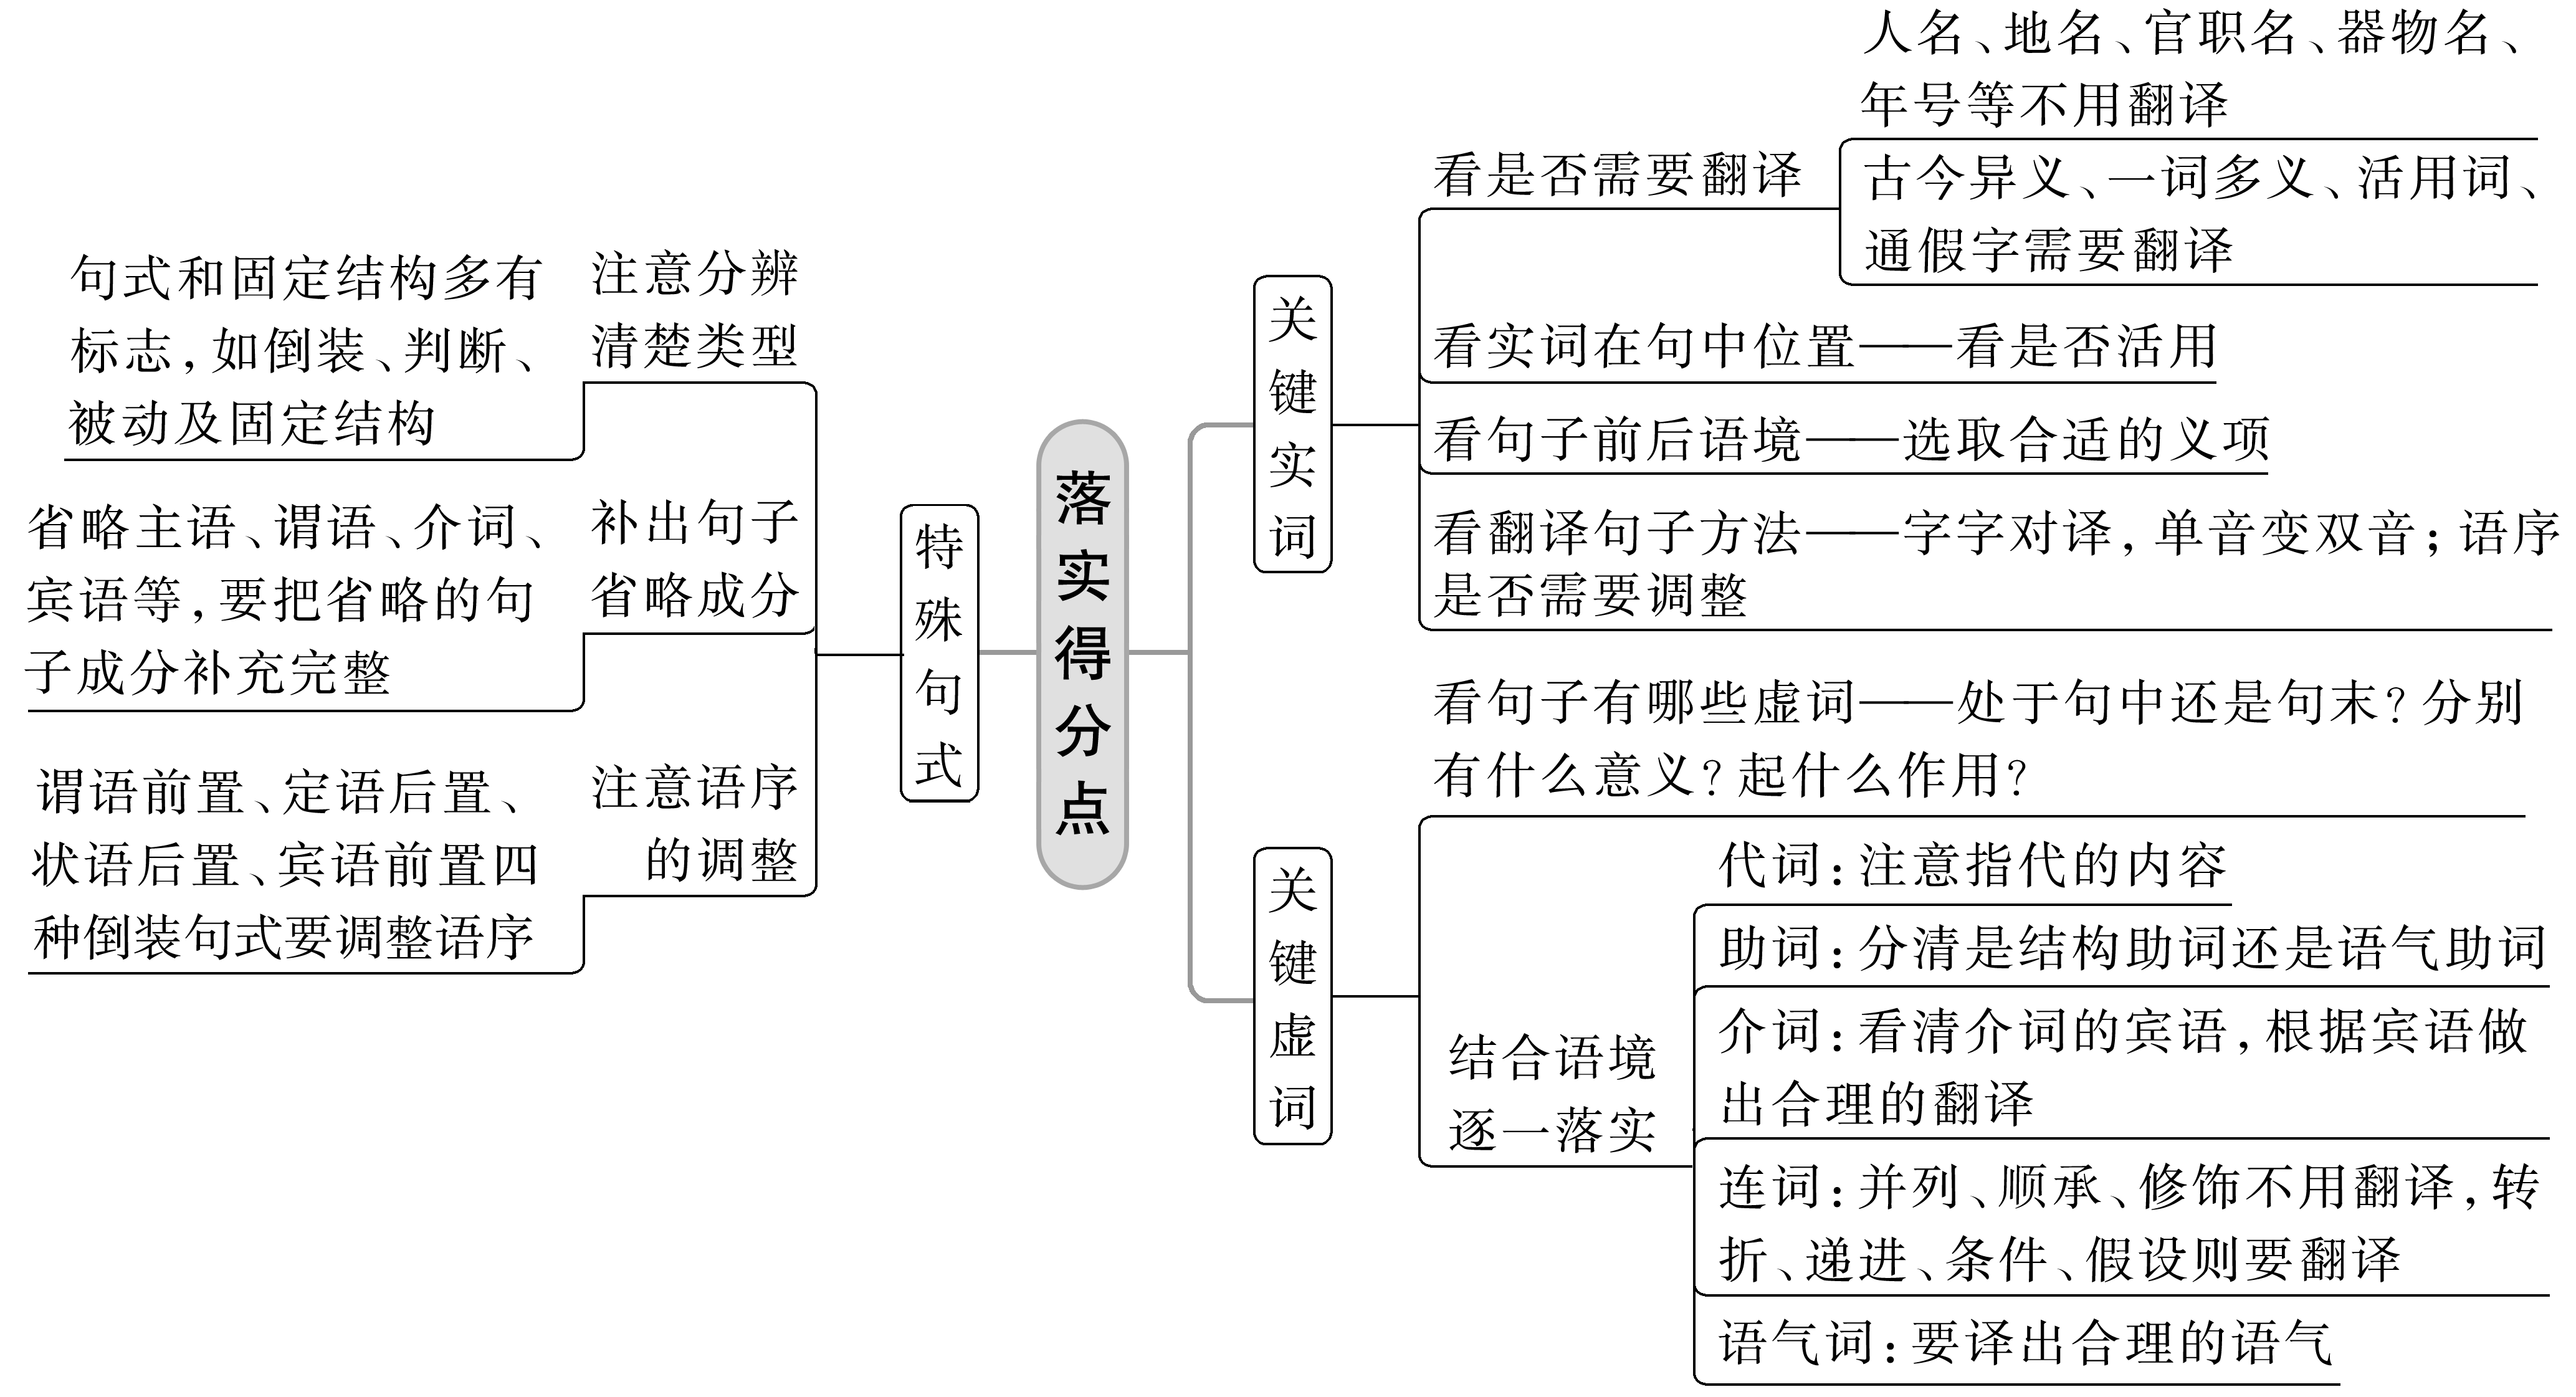 落实得分点
关键实词
看是否需要翻译
人名、地名、官职名、器物名、
年号等不用翻译
古今异义、一词多义、活用词、
通假字需要翻译
看实词在句中位置——看是否活用
看句子前后语境——选取合适的义项
看翻译句子方法——字字对译，单音变双音；语序
是否需要调整
关键虚词
看句子有哪些虚词——处于句中还是句末？分别
有什么意义？起什么作用？
结合语境
逐一落实
代词：注意指代的内容
助词：分清是结构助词还是语气助词
介词：看清介词的宾语，根据宾语做
出合理的翻译
连词：并列、顺承、修饰不用翻译，转
折、递进、条件、假设则要翻译
语气词：要译出合理的语气
特殊句式
注意分辨
清楚类型
句式和固定结构多有
标志，如倒装、判断、
被动及固定结构
补出句子
省略成分
省略主语、谓语、介词、
宾语等，要把省略的句
子成分补充完整
注意语序
的调整
谓语前置、定语后置、
状语后置、宾语前置四
种倒装句式要调整语序